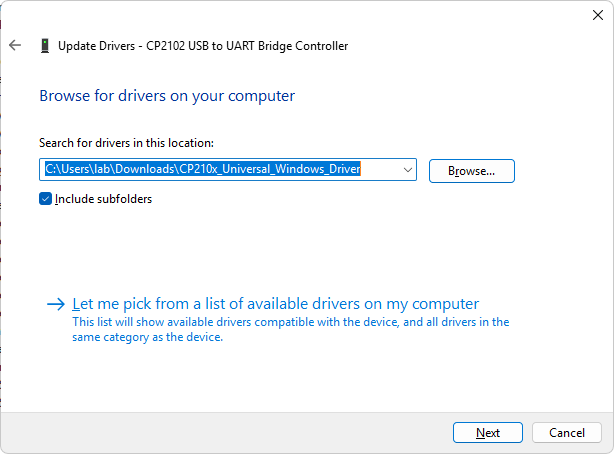 Update Drivers - CP2102 USB to UART Bridge Controller
Browse for drivers on your computer
Search for drivers in this location:
C:\Users\lab\Downloads\CP210x_Universal_Windows_Driver
Browse...
Include subfolders
Let me pick from a list of available drivers on my computer
This list will show available drivers compatible with the device, and all drivers in the
same category as the device.
Next
Cancel